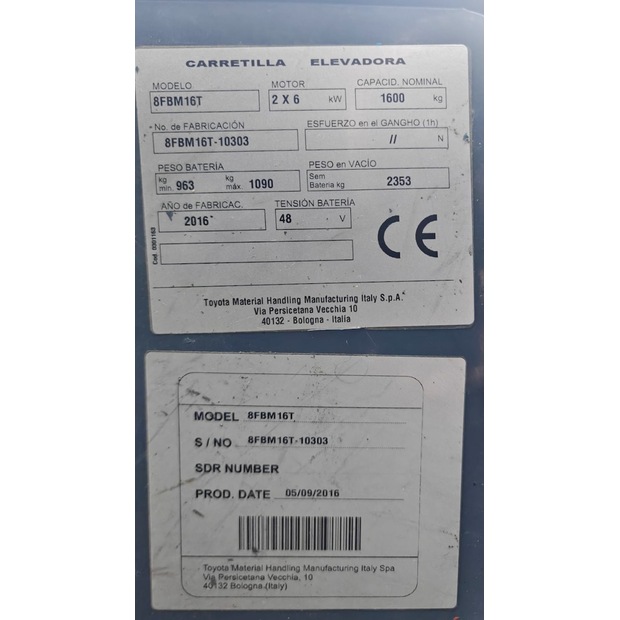 CARRETILLA ELEVADORA
MODELO MOTOR CAPACID. NOMINAL
8FBM16T 2 X 6 kW 1600 kg
No. de FABRICACIÓN ESFUERZO en el GANGHO (1h)
8FBM16T-10303 // N
PESO BATERÍA PESO en VACÍO
kg min. 963 kg máx. 1090 Sem Bateria kg 2353
AÑO de FABRICAC. TENSIÓN BATERÍA
2016 48 V
CE
Cod. 0091163
Toyota Material Handling Manufacturing Italy S.p.A.
Via Persicetana Vecchia 10
40132 - Bologna - Italia
MODEL 8FBM16T
S / NO 8FBM16T-10303
SDR NUMBER
PROD. DATE 05/09/2016
Toyota Material Handling Manufacturing Italy Spa
Via Persicetana Vecchia, 10
40132 Bologna (Italy)